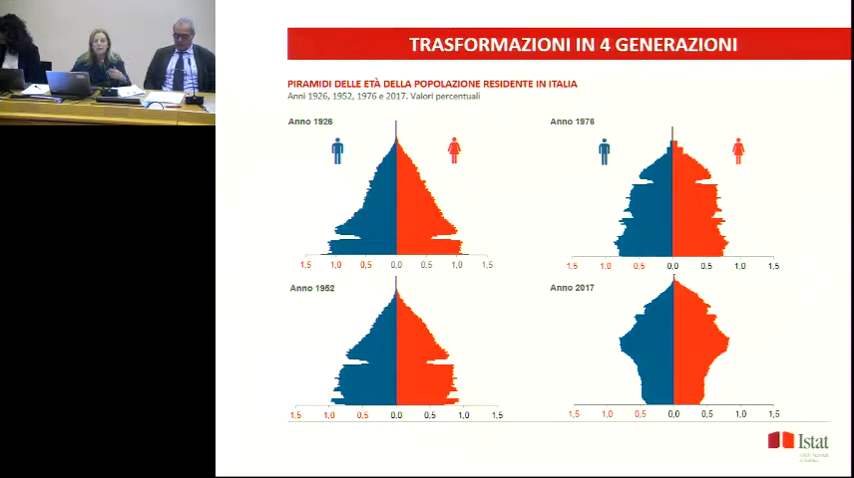 TRASFORMAZIONI IN 4 GENERAZIONI
PIRAMIDI DELLE ETÀ DELLA POPOLAZIONE RESIDENTE IN ITALIA
Anni 1926, 1952, 1976 e 2017. Valori percentuali
Anno 1926
1,5 1,0 0,5 0,0 0,5 1,0 1,5
Anno 1976
1,5 1,0 0,5 0,0 0,5 1,0 1,5
Anno 1952
1,5 1,0 0,5 0,0 0,5 1,0 1,5
Anno 2017
1,5 1,0 0,5 0,0 0,5 1,0 1,5
Istat